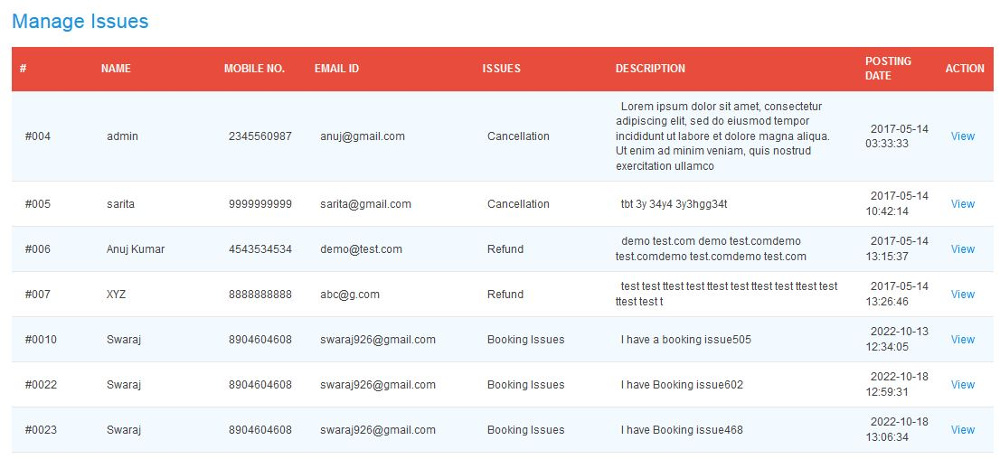 Manage Issues
# NAME MOBILE NO. EMAIL ID ISSUES DESCRIPTION POSTING DATE ACTION
#004 admin 2345560987 anuj@gmail.com Cancellation Lorem ipsum dolor sit amet, consectetur
adipiscing elit, sed do eiusmod tempor
incididunt ut labore et dolore magna aliqua.
Ut enim ad minim veniam, quis nostrud
exercitation ullamco
2017-05-14
03:33:33
View
#005 sarita 9999999999 sarita@gmail.com Cancellation tbt 3y 34y4 3y3hgg34t 2017-05-14
10:42:14
View
#006 Anuj Kumar 4543534534 demo@test.com Refund demo test.com demo test.comdemo
test.comdemo test.comdemo test.com
2017-05-14
13:15:37
View
#007 XYZ 8888888888 abc@g.com Refund test test ttest test ttest test ttest test ttest test
ttest test t
2017-05-14
13:26:46
View
#0010 Swaraj 8904604608 swaraj926@gmail.com Booking Issues I have a booking issue505 2022-10-13
12:34:05
View
#0022 Swaraj 8904604608 swaraj926@gmail.com Booking Issues I have Booking issue602 2022-10-18
12:59:31
View
#0023 Swaraj 8904604608 swaraj926@gmail.com Booking Issues I have Booking issue468 2022-10-18
13:06:34
View